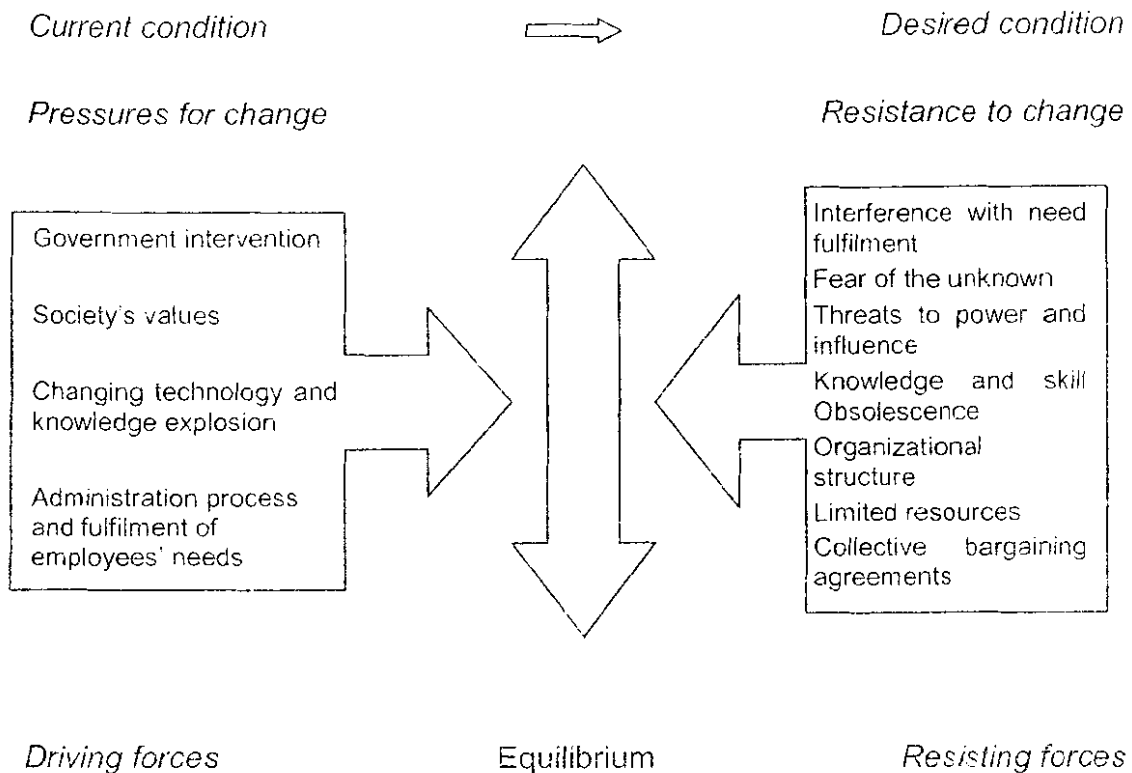 Current condition
Desired condition
Pressures for change
Resistance to change
Government intervention
Society's values
Changing technology and
knowledge explosion
Administration process
and fulfilment of
employees' needs
Interference with need
fulfilment
Fear of the unknown
Threats to power and
influence
Knowledge and skill
Obsolescence
Organizational
structure
Limited resources
Collective bargaining
agreements
Driving forces
Equilibrium
Resisting forces